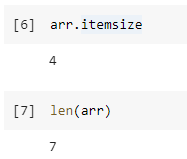 [6] arr.itemsize
4
[7] len(arr)
7